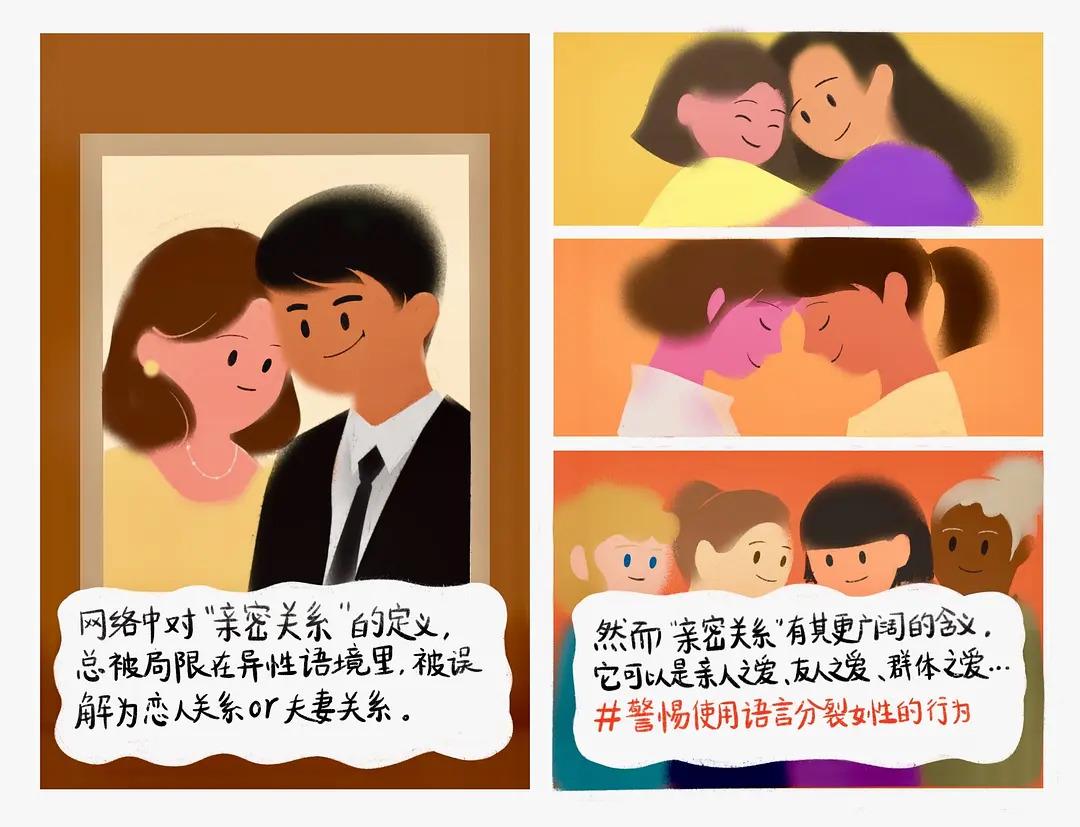 网络中对“亲密关系”的定义,
总被局限在异性语境里,被误
解为恋人关系or夫妻关系。
然而“亲密关系”有其更广阔的含义,
它可以是亲人之爱、友人之爱、群体之爱...
#警惕使用语言分裂女性的行为